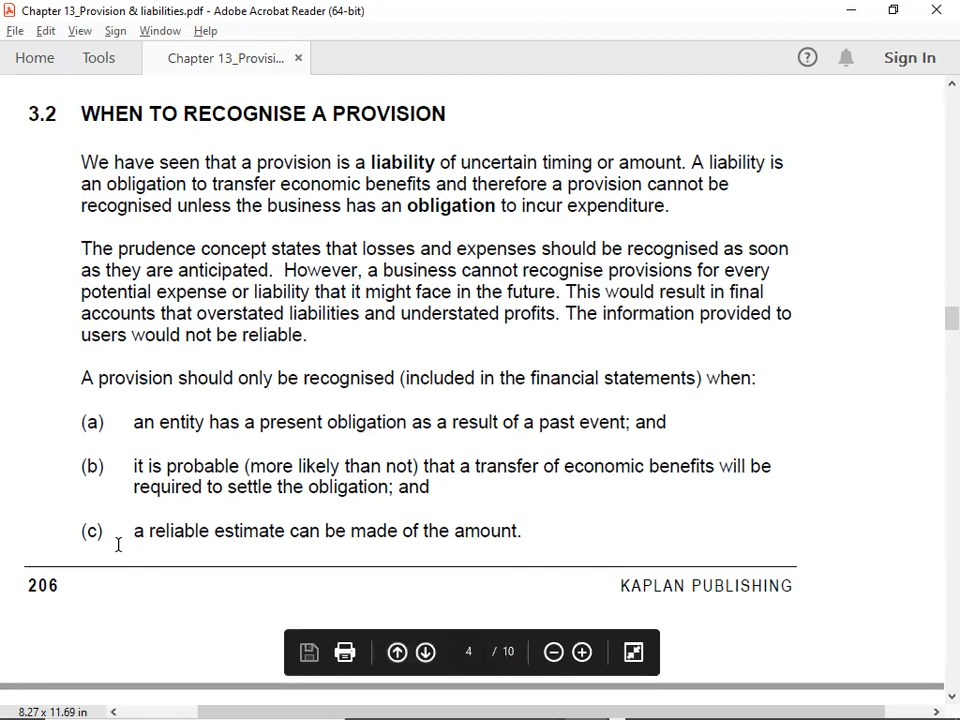 Chapter 13_Provision & liabilities.pdf - Adobe Acrobat Reader (64-bit)
File Edit View Sign Window Help
Home Tools Chapter 13_Provisi... × Sign In
3.2 WHEN TO RECOGNISE A PROVISION
We have seen that a provision is a liability of uncertain timing or amount. A liability is
an obligation to transfer economic benefits and therefore a provision cannot be
recognised unless the business has an obligation to incur expenditure.
The prudence concept states that losses and expenses should be recognised as soon
as they are anticipated. However, a business cannot recognise provisions for every
potential expense or liability that it might face in the future. This would result in final
accounts that overstated liabilities and understated profits. The information provided to
users would not be reliable.
A provision should only be recognised (included in the financial statements) when:
(a) an entity has a present obligation as a result of a past event; and
(b) it is probable (more likely than not) that a transfer of economic benefits will be
required to settle the obligation; and
(c) a reliable estimate can be made of the amount.
206 KAPLAN PUBLISHING
4 / 10
8.27 x 11.69 in